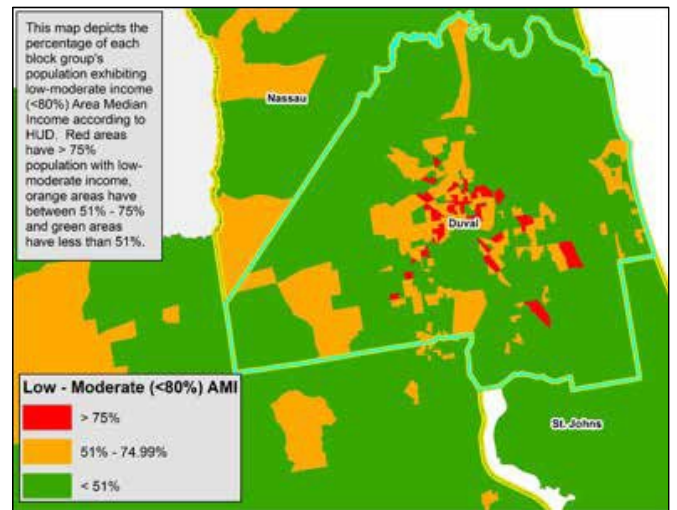 This map depicts the
percentage of each
block group's
population exhibiting
low-moderate income
(<80%) Area Median
Income according to
HUD. Red areas
have > 75%
population with low-
moderate income,
orange areas have
between 51% - 75%
and green areas
have less than 51%.
Nassau
Duval
St. Johns
Low - Moderate (<80%) AMI
> 75%
51% - 74.99%
< 51%